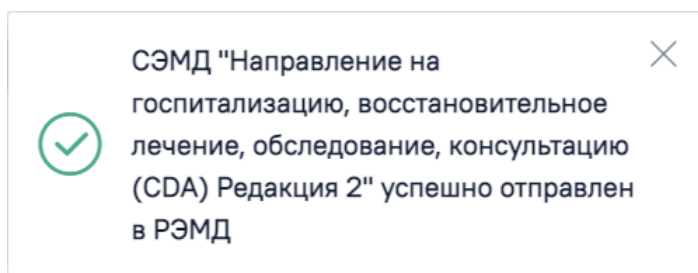 СЭМД "Направление на
госпитализацию, восстановительное
лечение, обследование, консультацию
(CDA) Редакция 2" успешно отправлен
в РЭМД